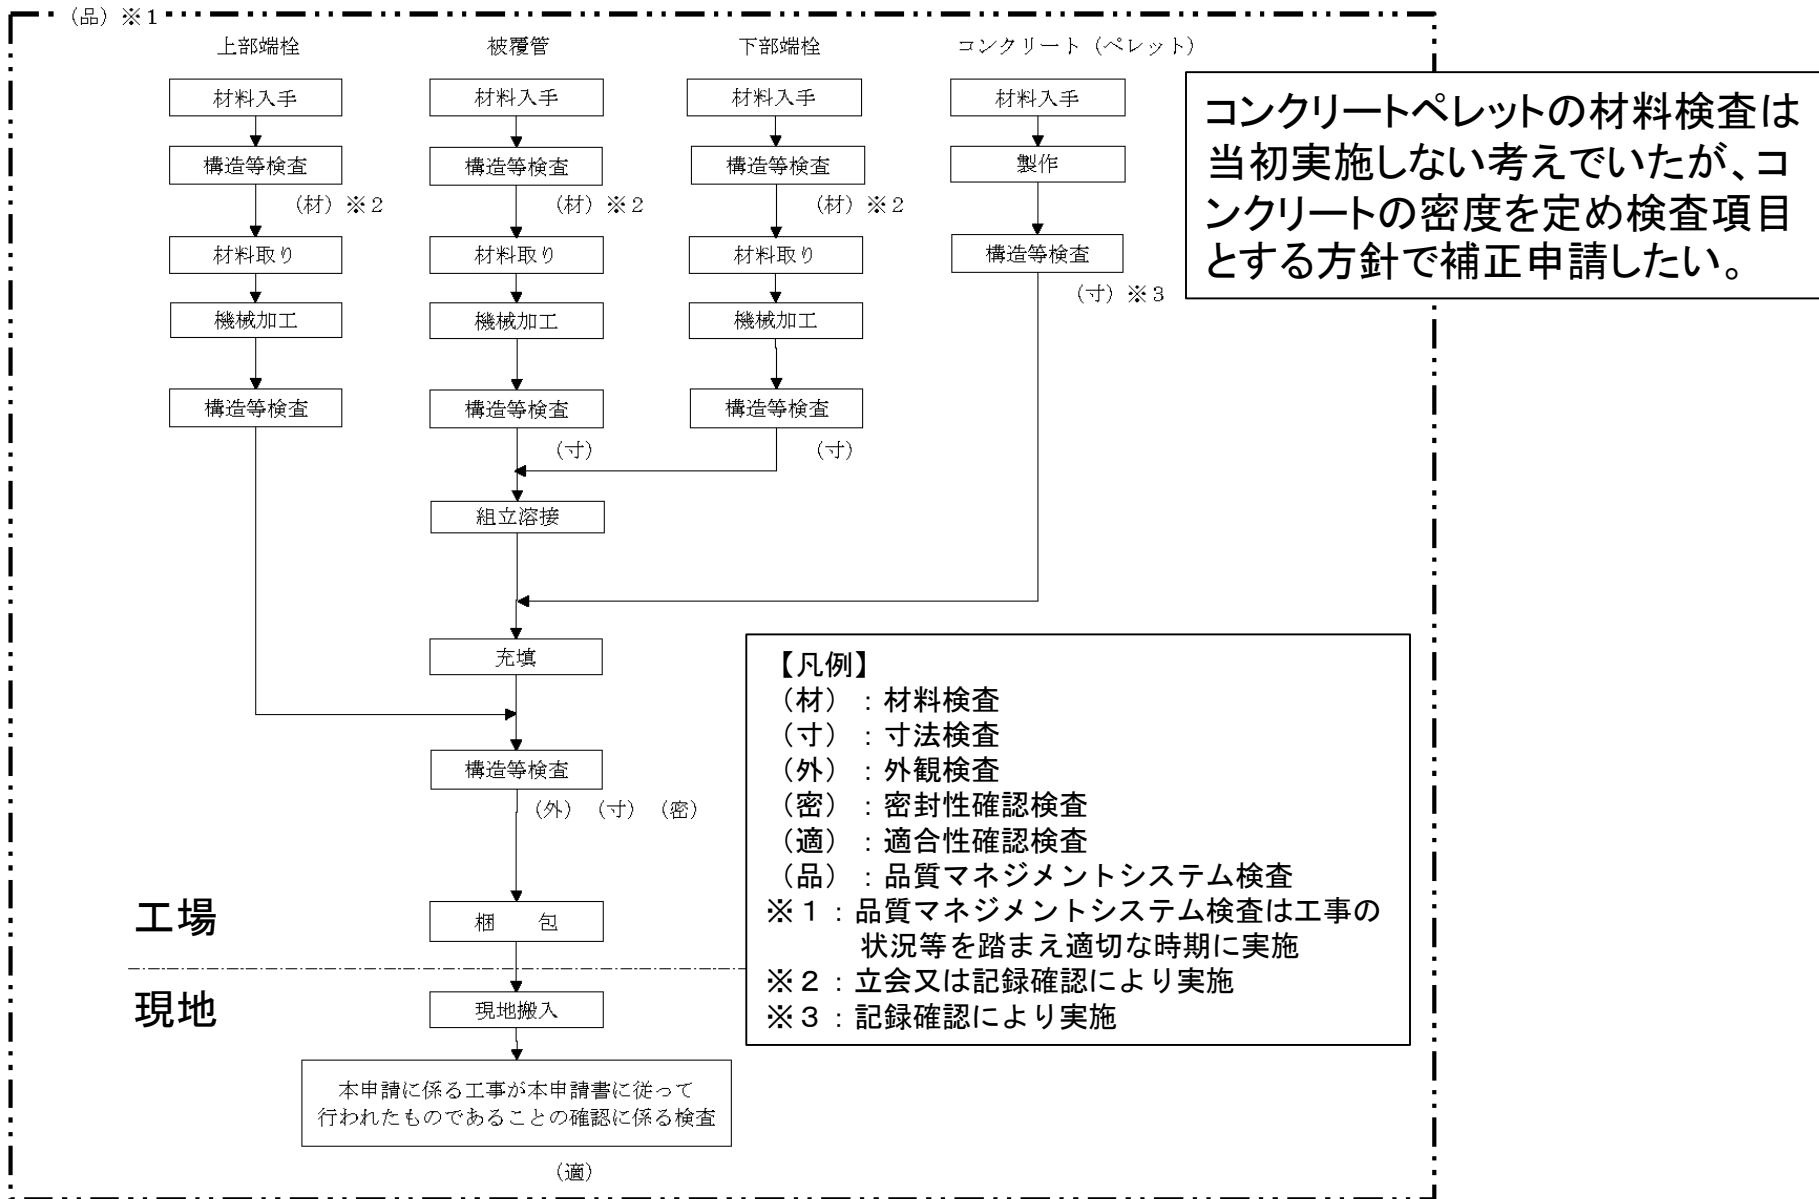 （品）※１
上部端栓
被覆管
下部端栓
コンクリート（ペレット）
材料入手
材料入手
材料入手
材料入手
構造等検査
構造等検査
構造等検査
製作
（材）※２
（材）※２
（材）※２
材料取り
材料取り
材料取り
構造等検査
（寸）※３
機械加工
機械加工
機械加工
構造等検査
構造等検査
構造等検査
（寸）
（寸）
コンクリートペレットの材料検査は
当初実施しない考えでいたが、コ
ンクリートの密度を定め検査項目
とする方針で補正申請したい。
組立溶接
充填
構造等検査
（外）（寸）（密）
工場
梱　包
現地
現地搬入
本申請に係る工事が本申請書に従って
行われたものであることの確認に係る検査
（適）
【凡例】
（材）：材料検査
（寸）：寸法検査
（外）：外観検査
（密）：密封性確認検査
（適）：適合性確認検査
（品）：品質マネジメントシステム検査
※１：品質マネジメントシステム検査は工事の
状況等を踏まえ適切な時期に実施
※２：立会又は記録確認により実施
※３：記録確認により実施